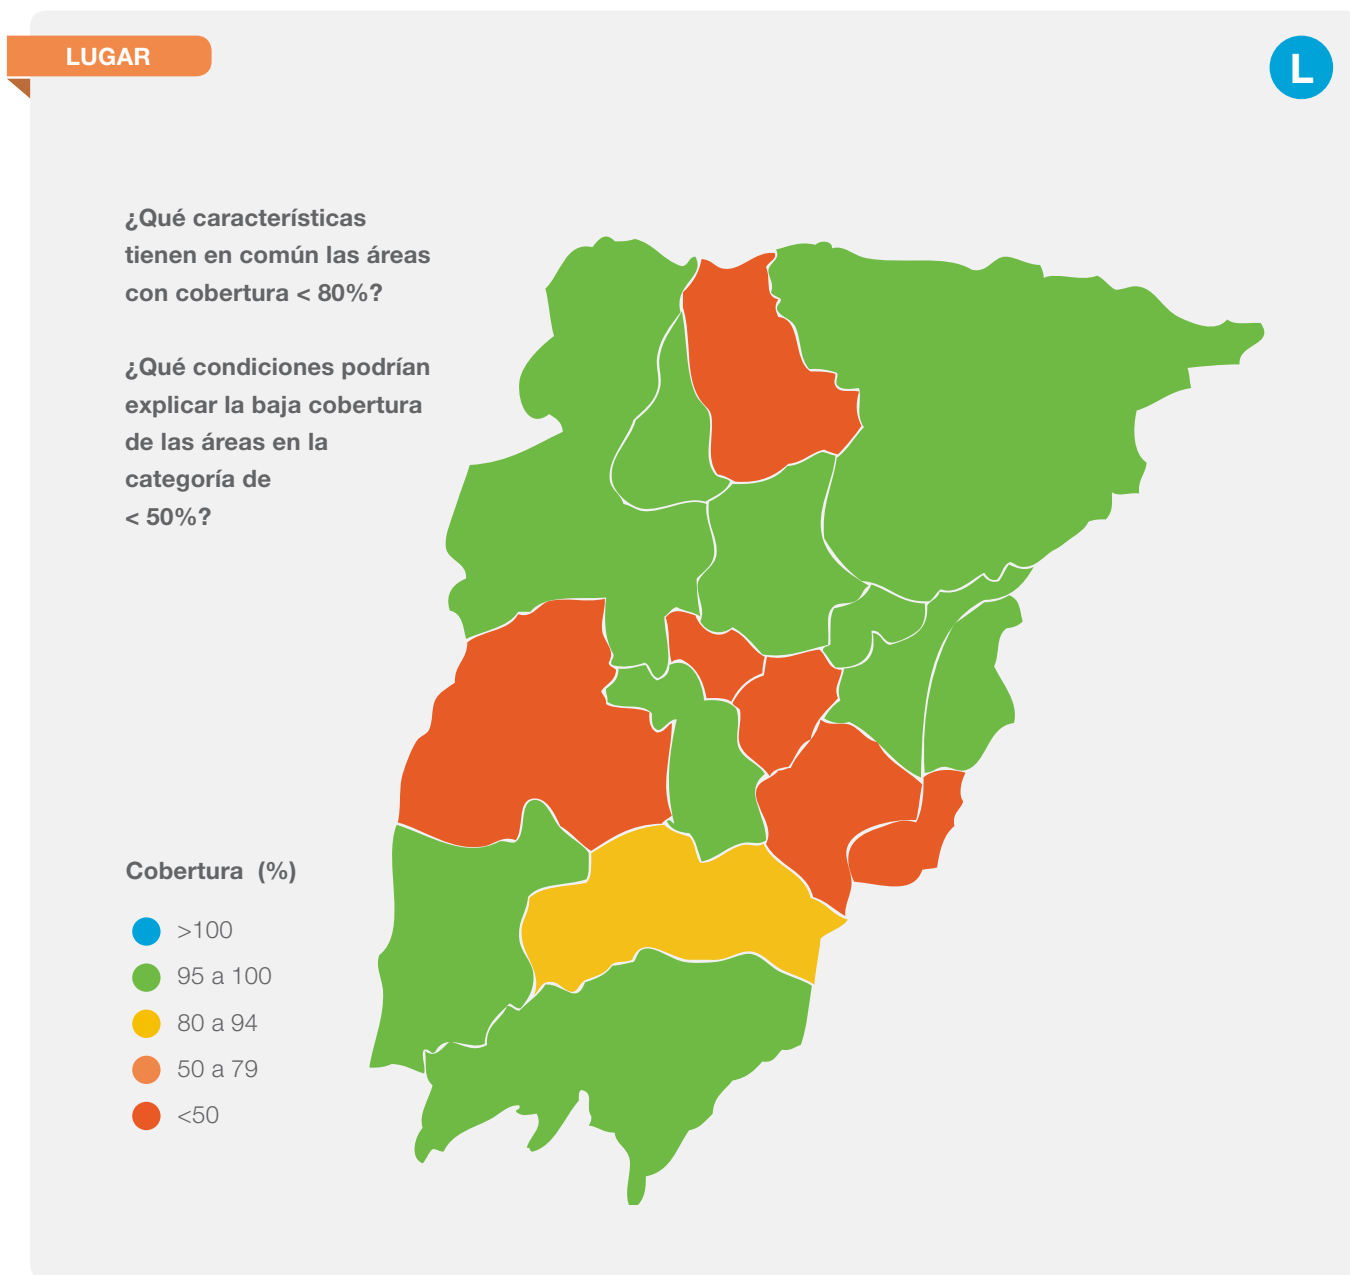 LUGAR
L
¿Qué características
tienen en común las áreas
con cobertura < 80%?
¿Qué condiciones podrían
explicar la baja cobertura
de las áreas en la
categoría de
< 50%?
Cobertura (%)
>100
95 a 100
80 a 94
50 a 79
<50